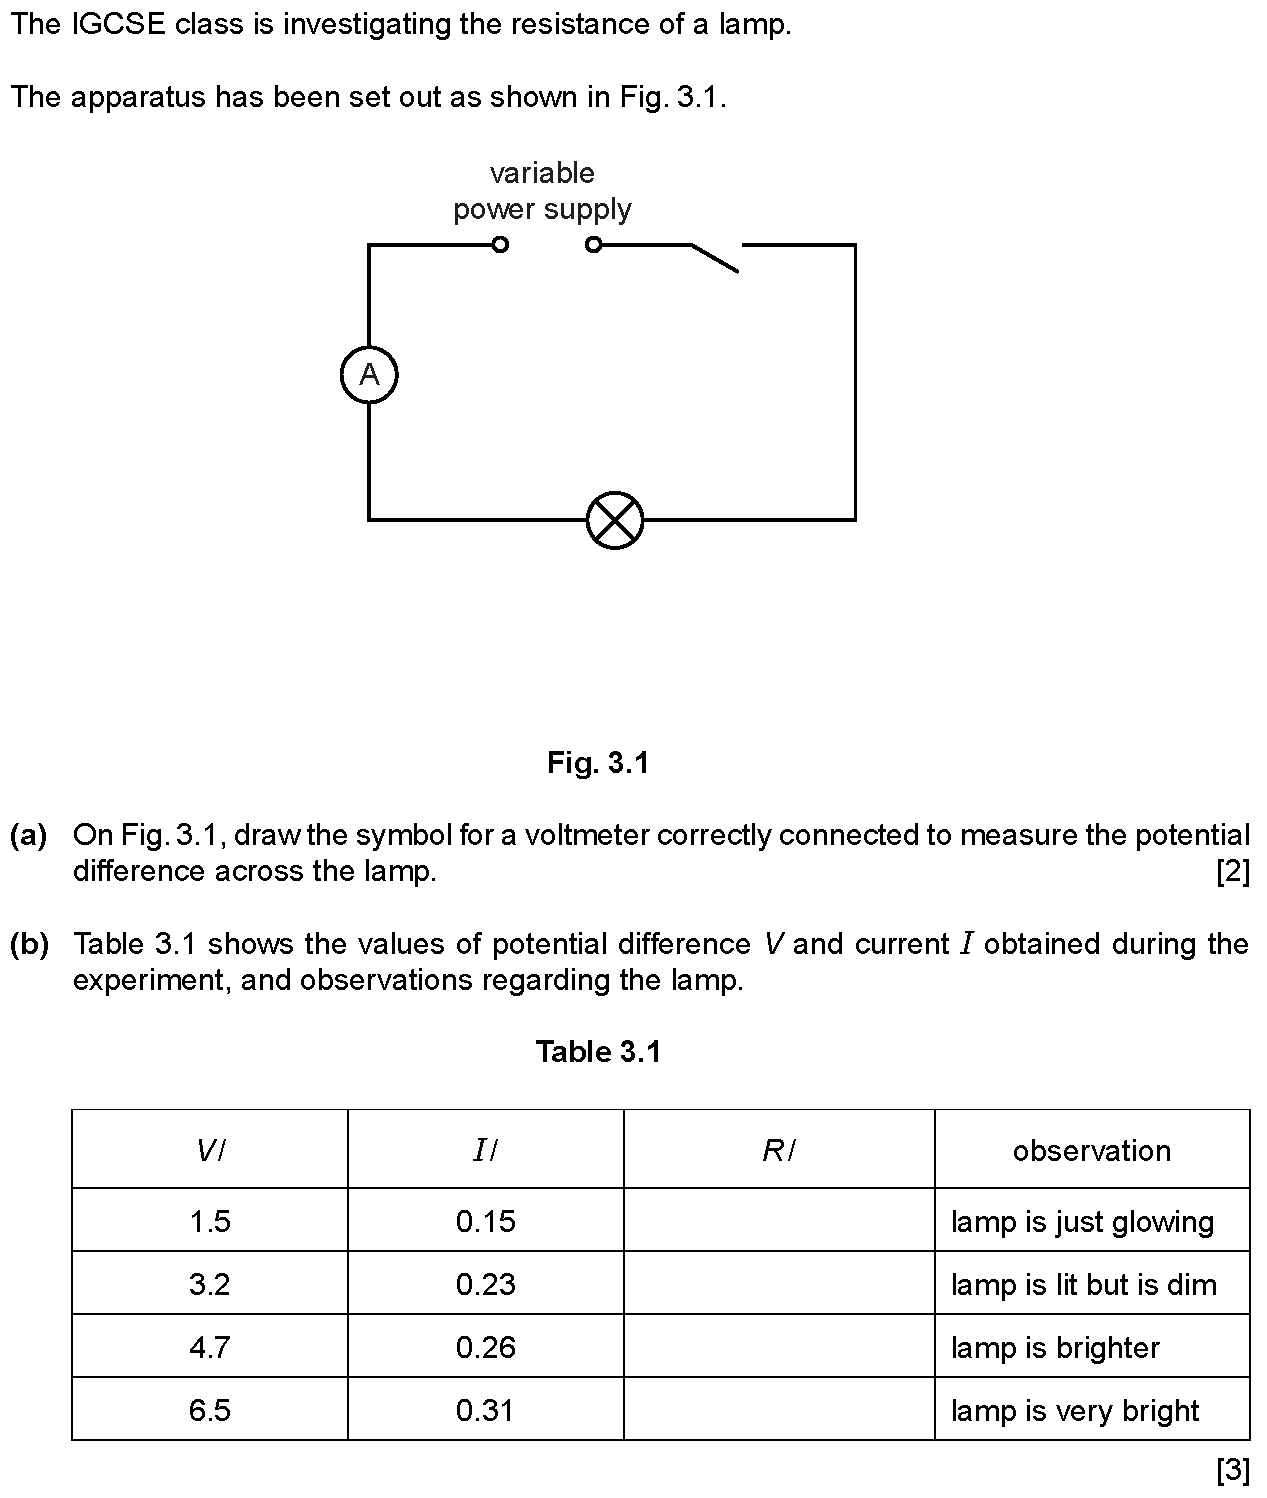 The IGCSE class is investigating the resistance of a lamp.
The apparatus has been set out as shown in Fig. 3.1.
variable
power supply
A
Fig. 3.1
(a) On Fig. 3.1, draw the symbol for a voltmeter correctly connected to measure the potential
difference across the lamp. [2]
(b) Table 3.1 shows the values of potential difference V and current I obtained during the
experiment, and observations regarding the lamp.
Table 3.1
V/ I/ R/ observation
1.5 0.15 lamp is just glowing
3.2 0.23 lamp is lit but is dim
4.7 0.26 lamp is brighter
6.5 0.31 lamp is very bright
[3]